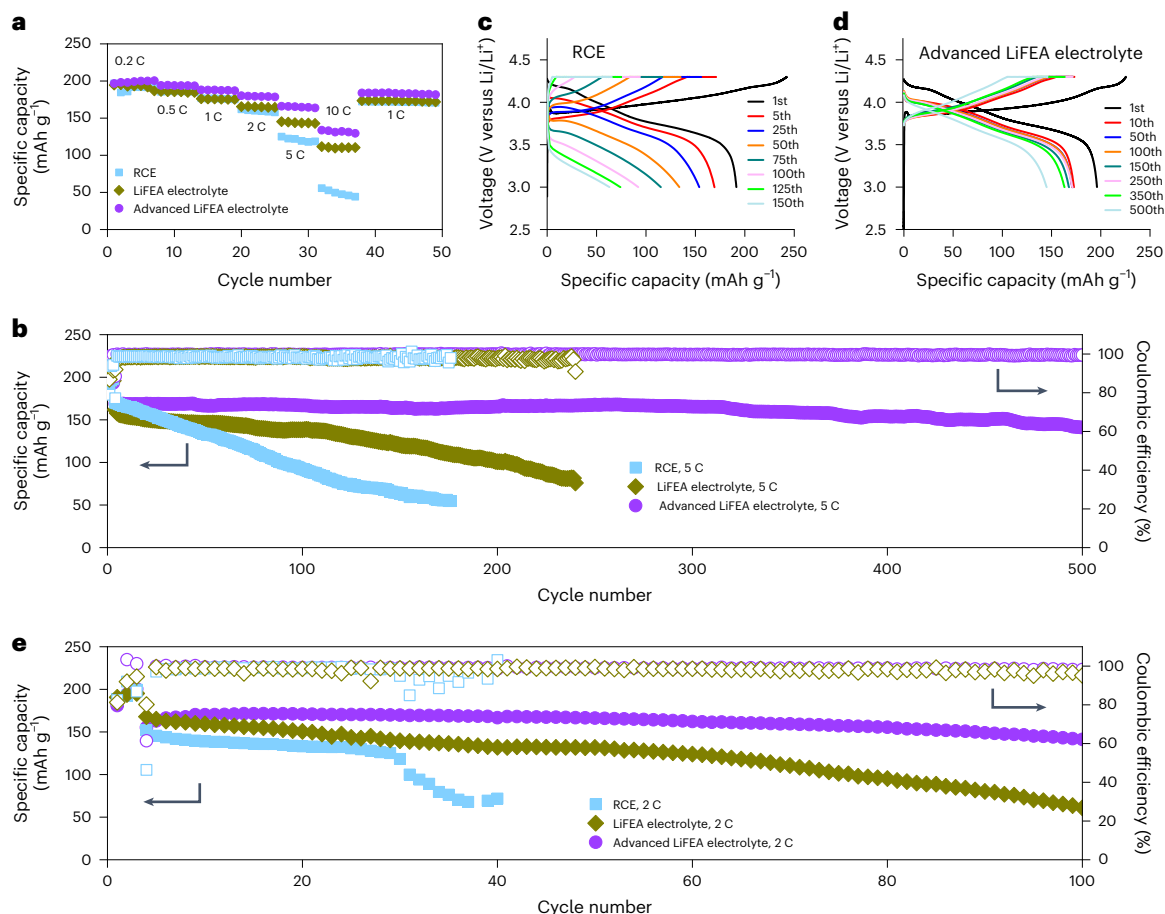 a
250
200
150
100
50
0
Specific capacity
(mAh g⁻¹)
0.2 C
0.5 C
1 C
2 C
5 C
10 C
1 C
RCE
LiFEA electrolyte
Advanced LiFEA electrolyte
0 10 20 30 40 50
Cycle number
c
RCE
Voltage (V versus Li/Li⁺)
4.5
4.0
3.5
3.0
2.5
1st
5th
25th
50th
75th
100th
125th
150th
0 50 100 150 200 250
Specific capacity (mAh g⁻¹)
d
Advanced LiFEA electrolyte
Voltage (V versus Li/Li⁺)
4.5
4.0
3.5
3.0
2.5
1st
10th
50th
100th
150th
250th
350th
500th
0 50 100 150 200 250
Specific capacity (mAh g⁻¹)
b
250
200
150
100
50
0
Specific capacity
(mAh g⁻¹)
RCE, 5 C
LiFEA electrolyte, 5 C
Advanced LiFEA electrolyte, 5 C
100
80
60
40
20
0
Coulombic efficiency (%)
0 100 200 300 400 500
Cycle number
e
250
200
150
100
50
0
Specific capacity
(mAh g⁻¹)
RCE, 2 C
LiFEA electrolyte, 2 C
Advanced LiFEA electrolyte, 2 C
100
80
60
40
20
0
Coulombic efficiency (%)
0 20 40 60 80 100
Cycle number